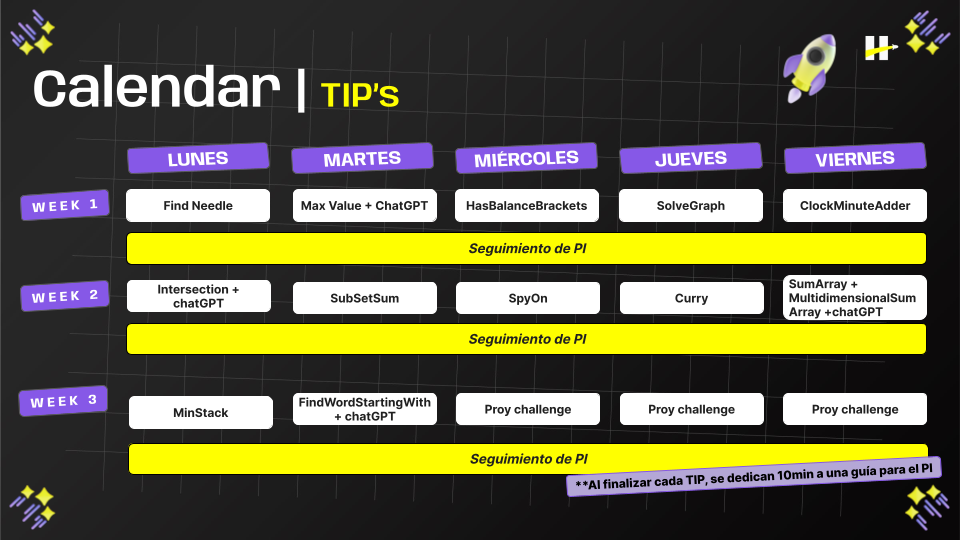 Calendar | TIP's
LUNES
MARTES
MIÉRCOLES
JUEVES
VIERNES
WEEK 1
Find Needle
Max Value + ChatGPT
HasBalanceBrackets
SolveGraph
ClockMinuteAdder
Seguimiento de PI
WEEK 2
Intersection +
chatGPT
SubSetSum
SpyOn
Curry
SumArray +
MultidimensionalSum
Array +chatGPT
Seguimiento de PI
WEEK 3
MinStack
FindWordStartingWith
+ chatGPT
Proy challenge
Proy challenge
Proy challenge
Seguimiento de PI
**Al finalizar cada TIP, se dedican 10min a una guía para el PI